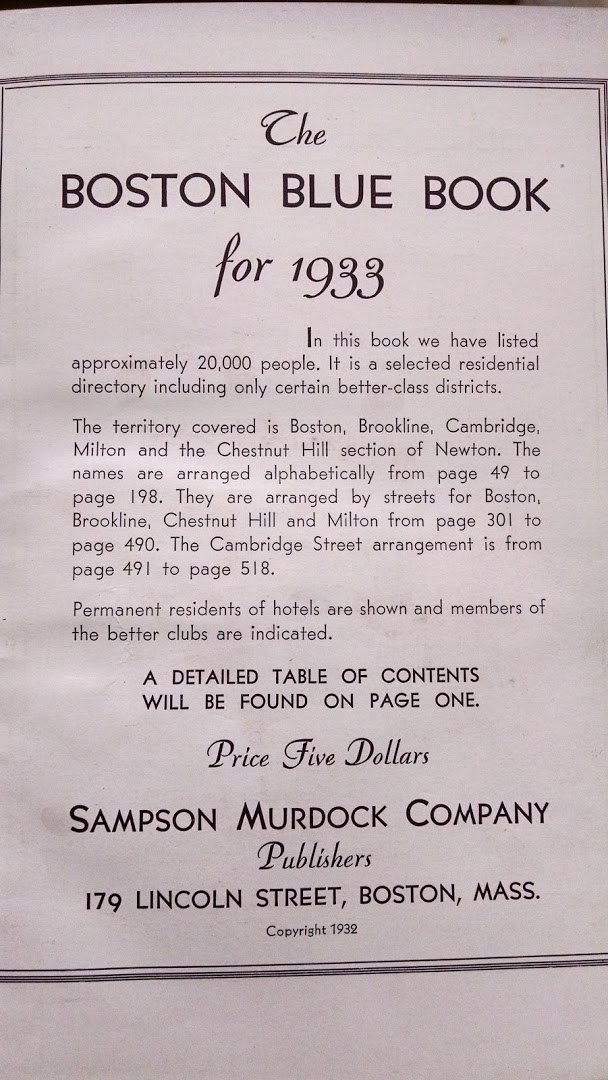 The
BOSTON BLUE BOOK
for 1933
In this book we have listed
approximately 20,000 people. It is a selected residential
directory including only certain better-class districts.
The territory covered is Boston, Brookline, Cambridge,
Milton and the Chestnut Hill section of Newton. The
names are arranged alphabetically from page 49 to
page 198. They are arranged by streets for Boston,
Brookline, Chestnut Hill and Milton from page 301 to
page 490. The Cambridge Street arrangement is from
page 491 to page 518.
Permanent residents of hotels are shown and members of
the better clubs are indicated.
A DETAILED TABLE OF CONTENTS
WILL BE FOUND ON PAGE ONE.
Price Five Dollars
SAMPSON MURDOCK COMPANY
Publishers
179 LINCOLN STREET, BOSTON, MASS.
Copyright 1932